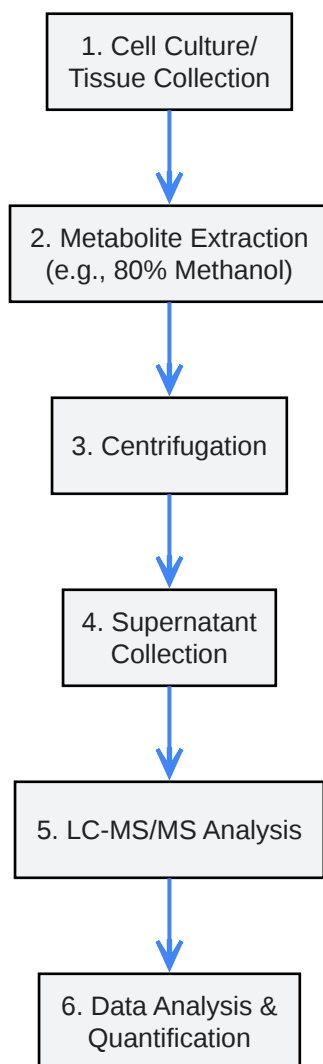 1. Cell Culture/
Tissue Collection
2. Metabolite Extraction
(e.g., 80% Methanol)
3. Centrifugation
4. Supernatant
Collection
5. LC-MS/MS Analysis
6. Data Analysis &
Quantification